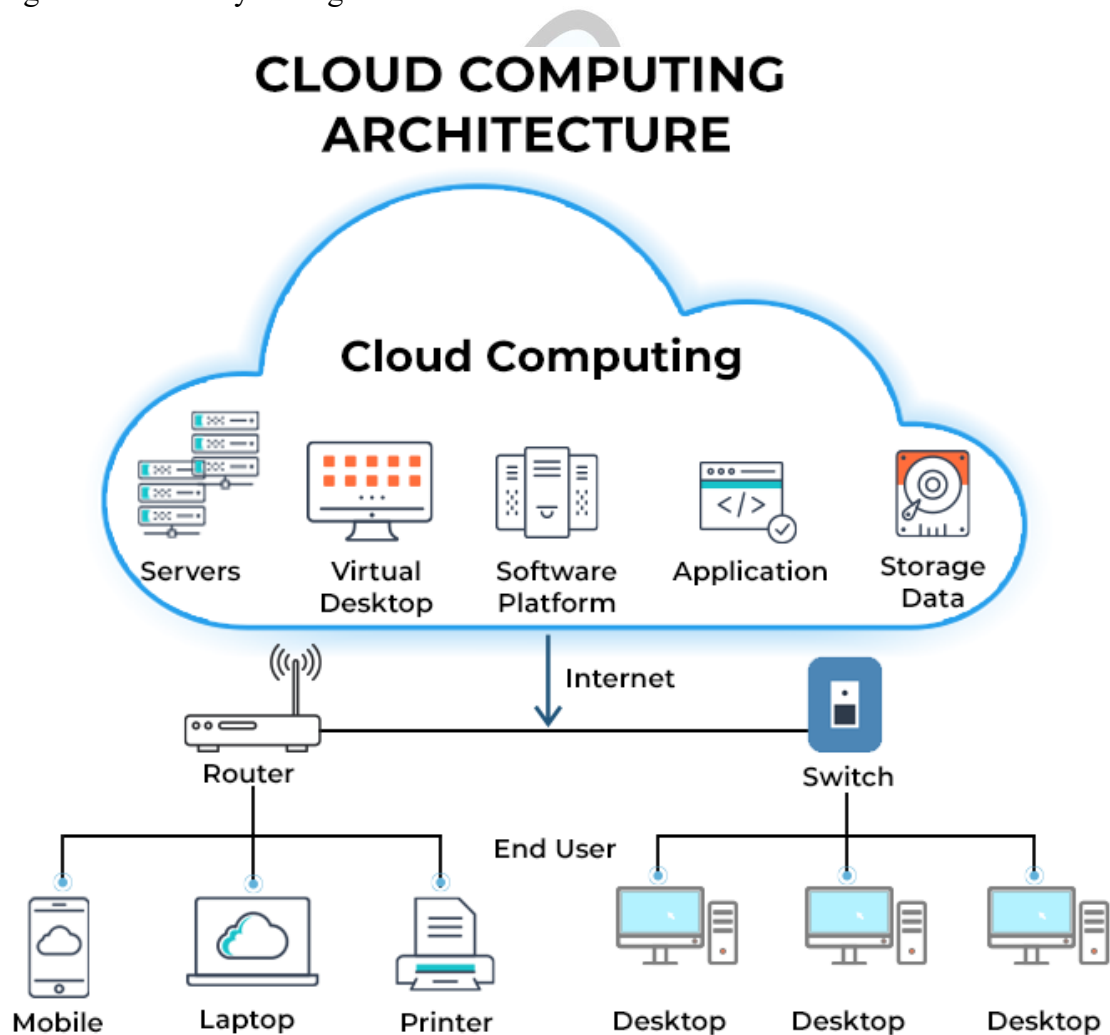 CLOUD COMPUTING
ARCHITECTURE
Cloud Computing
Servers
Virtual
Desktop
Software
Platform
</>
Application
Storage
Data
Internet
Router
Switch
End User
Mobile
Laptop
Printer
Desktop
Desktop
Desktop